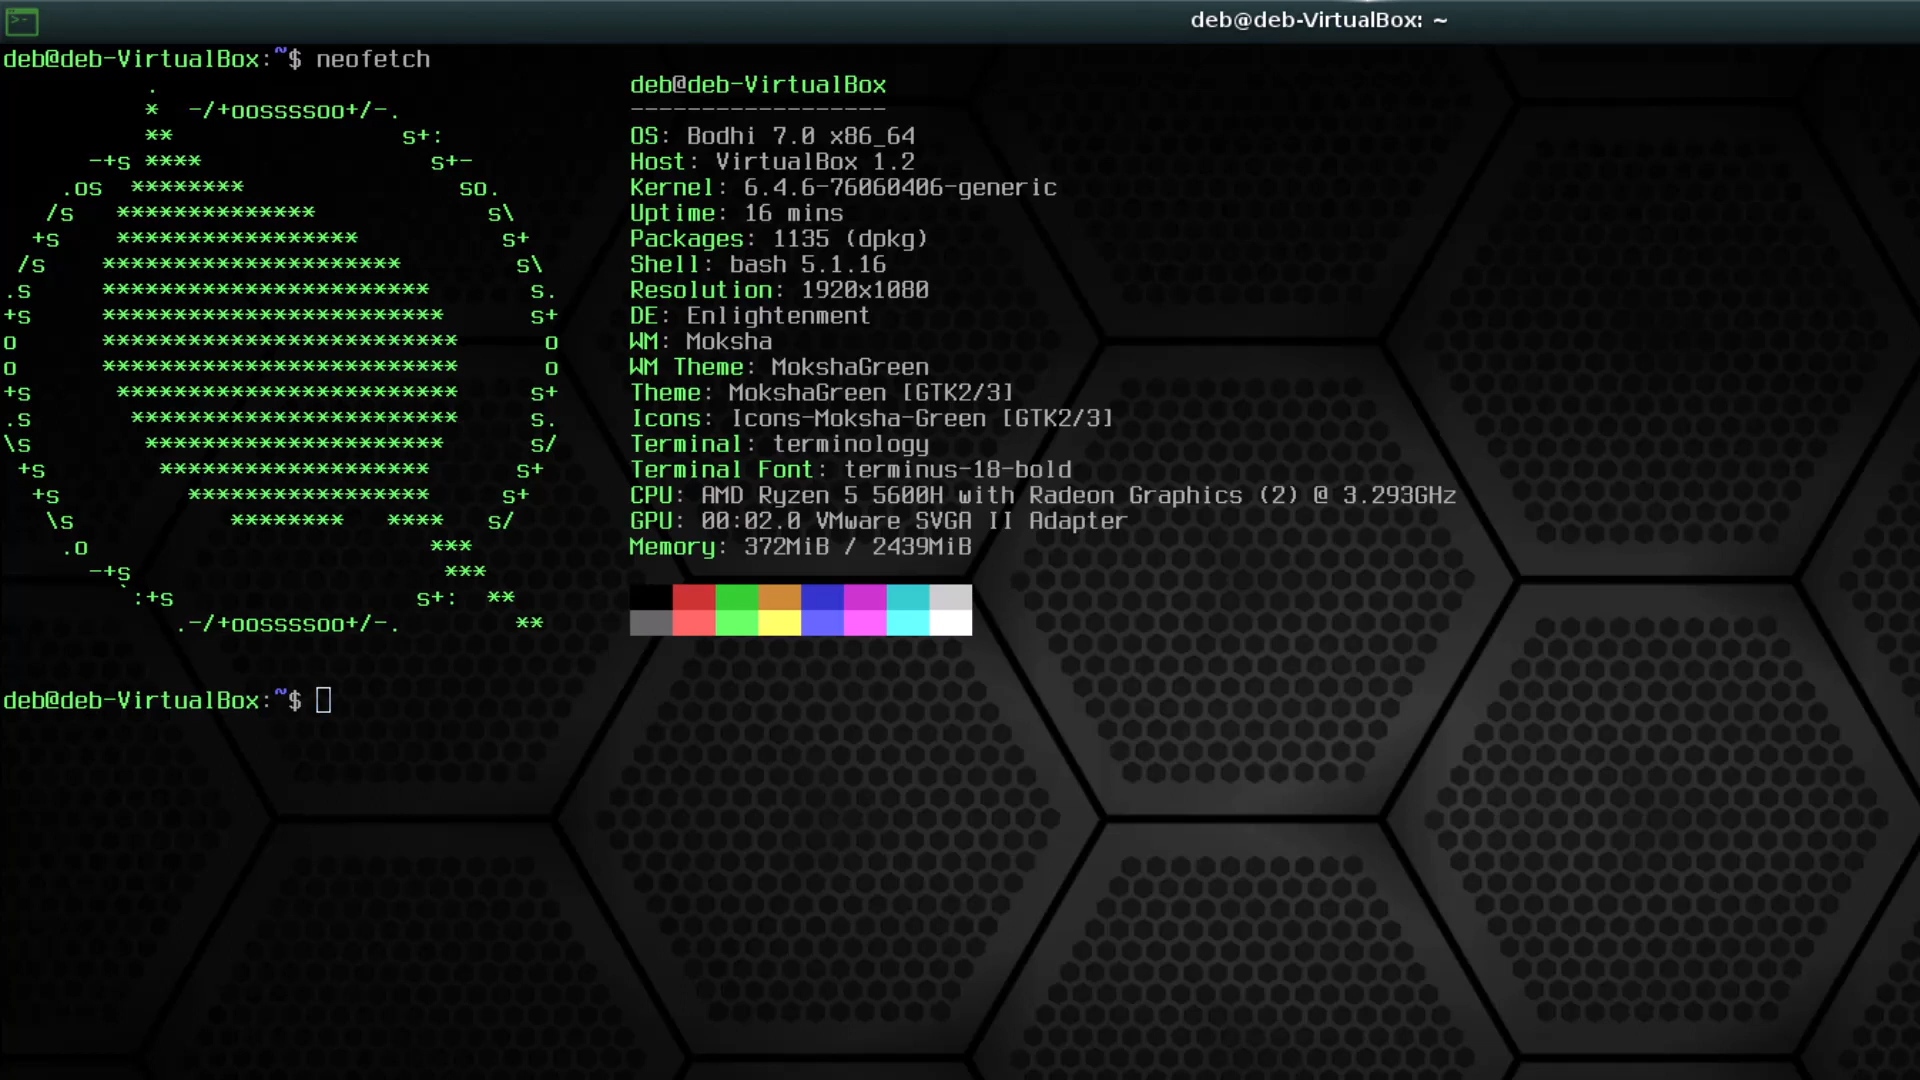 deb@deb-VirtualBox: ~
deb@deb-VirtualBox:~$ neofetch
deb@deb-VirtualBox
------------------
OS: Bodhi 7.0 x86_64
Host: VirtualBox 1.2
Kernel: 6.4.6-76060406-generic
Uptime: 16 mins
Packages: 1135 (dpkg)
Shell: bash 5.1.16
Resolution: 1920x1080
DE: Enlightenment
WM: Moksha
WM Theme: MokshaGreen
Theme: MokshaGreen [GTK2/3]
Icons: Icons-Moksha-Green [GTK2/3]
Terminal: terminology
Terminal Font: terminus-18-bold
CPU: AMD Ryzen 5 5600H with Radeon Graphics (2) @ 3.293GHz
GPU: 00:02.0 VMware SVGA II Adapter
Memory: 372MiB / 2439MiB
deb@deb-VirtualBox:~$